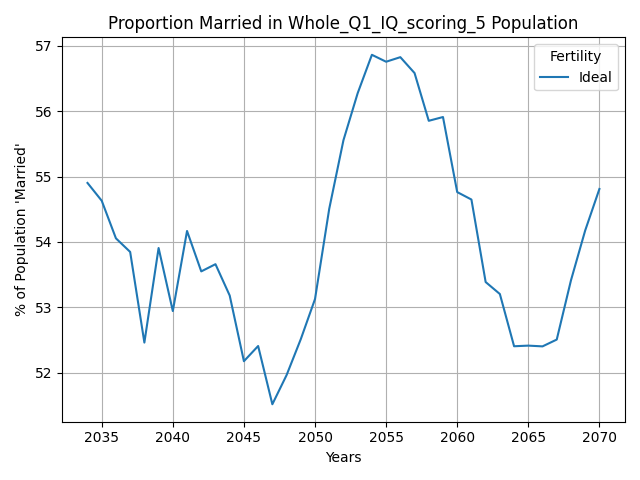 Proportion Married in Whole_Q1_IQ_scoring_5 Population
57
56
55
54
53
52
% of Population 'Married'
Fertility
Ideal
2035 2040 2045 2050 2055 2060 2065 2070
Years